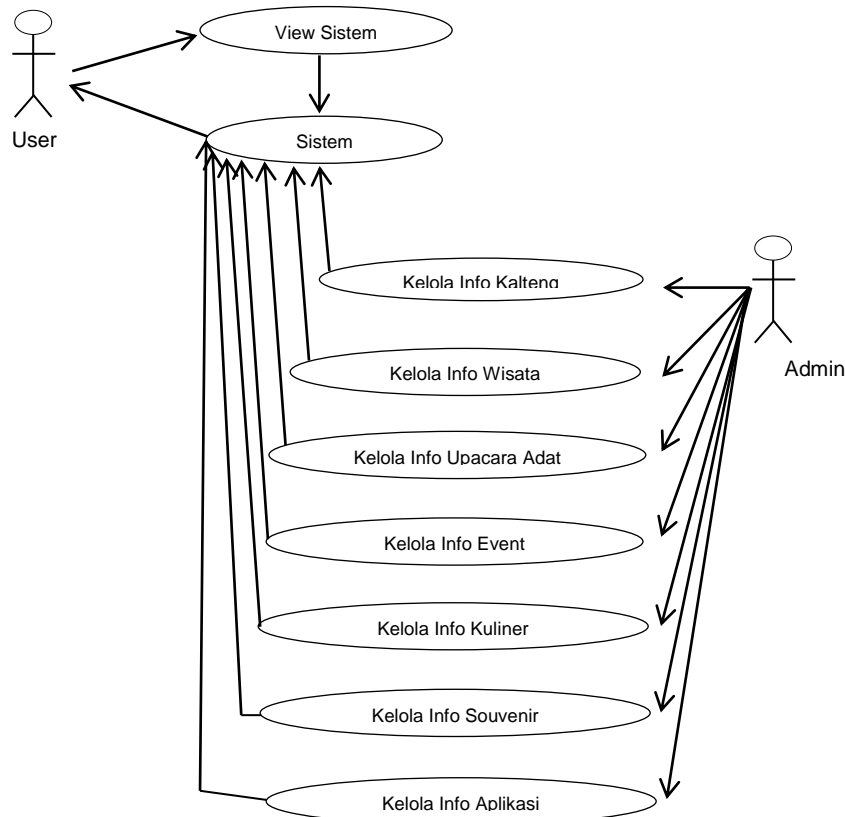 View Sistem
User
Sistem
Kelola Info Kalteng
Kelola Info Wisata
Admin
Kelola Info Upacara Adat
Kelola Info Event
Kelola Info Kuliner
Kelola Info Souvenir
Kelola Info Aplikasi